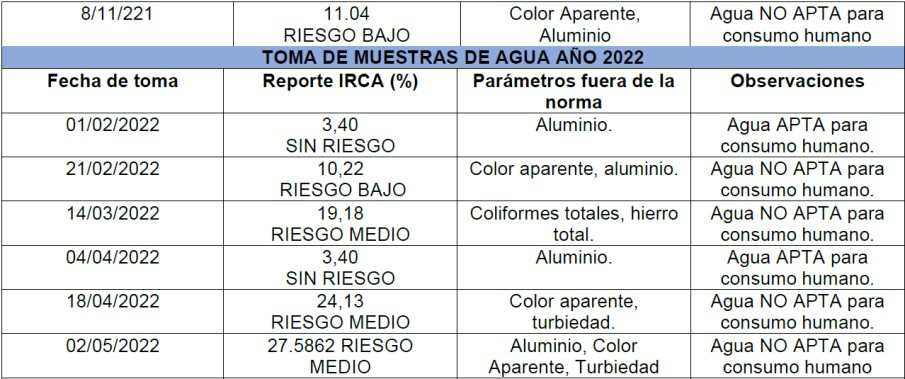 8/11/221 11.04 Color Aparente, Agua NO APTA para
RIESGO BAJO Aluminio consumo humano
TOMA DE MUESTRAS DE AGUA AÑO 2022
Fecha de toma Reporte IRCA (%) Parámetros fuera de la Observaciones
norma
01/02/2022 3,40 Aluminio. Agua APTA para
SIN RIESGO consumo humano.
21/02/2022 10,22 Color aparente, aluminio. Agua NO APTA para
RIESGO BAJO consumo humano.
14/03/2022 19,18 Coliformes totales, hierro Agua NO APTA para
RIESGO MEDIO total. consumo humano.
04/04/2022 3,40 Aluminio. Agua APTA para
SIN RIESGO consumo humano.
18/04/2022 24,13 Color aparente, Agua NO APTA para
RIESGO MEDIO turbiedad. consumo humano.
02/05/2022 27.5862 RIESGO Aluminio, Color Agua NO APTA para
MEDIO Aparente, Turbiedad consumo humano